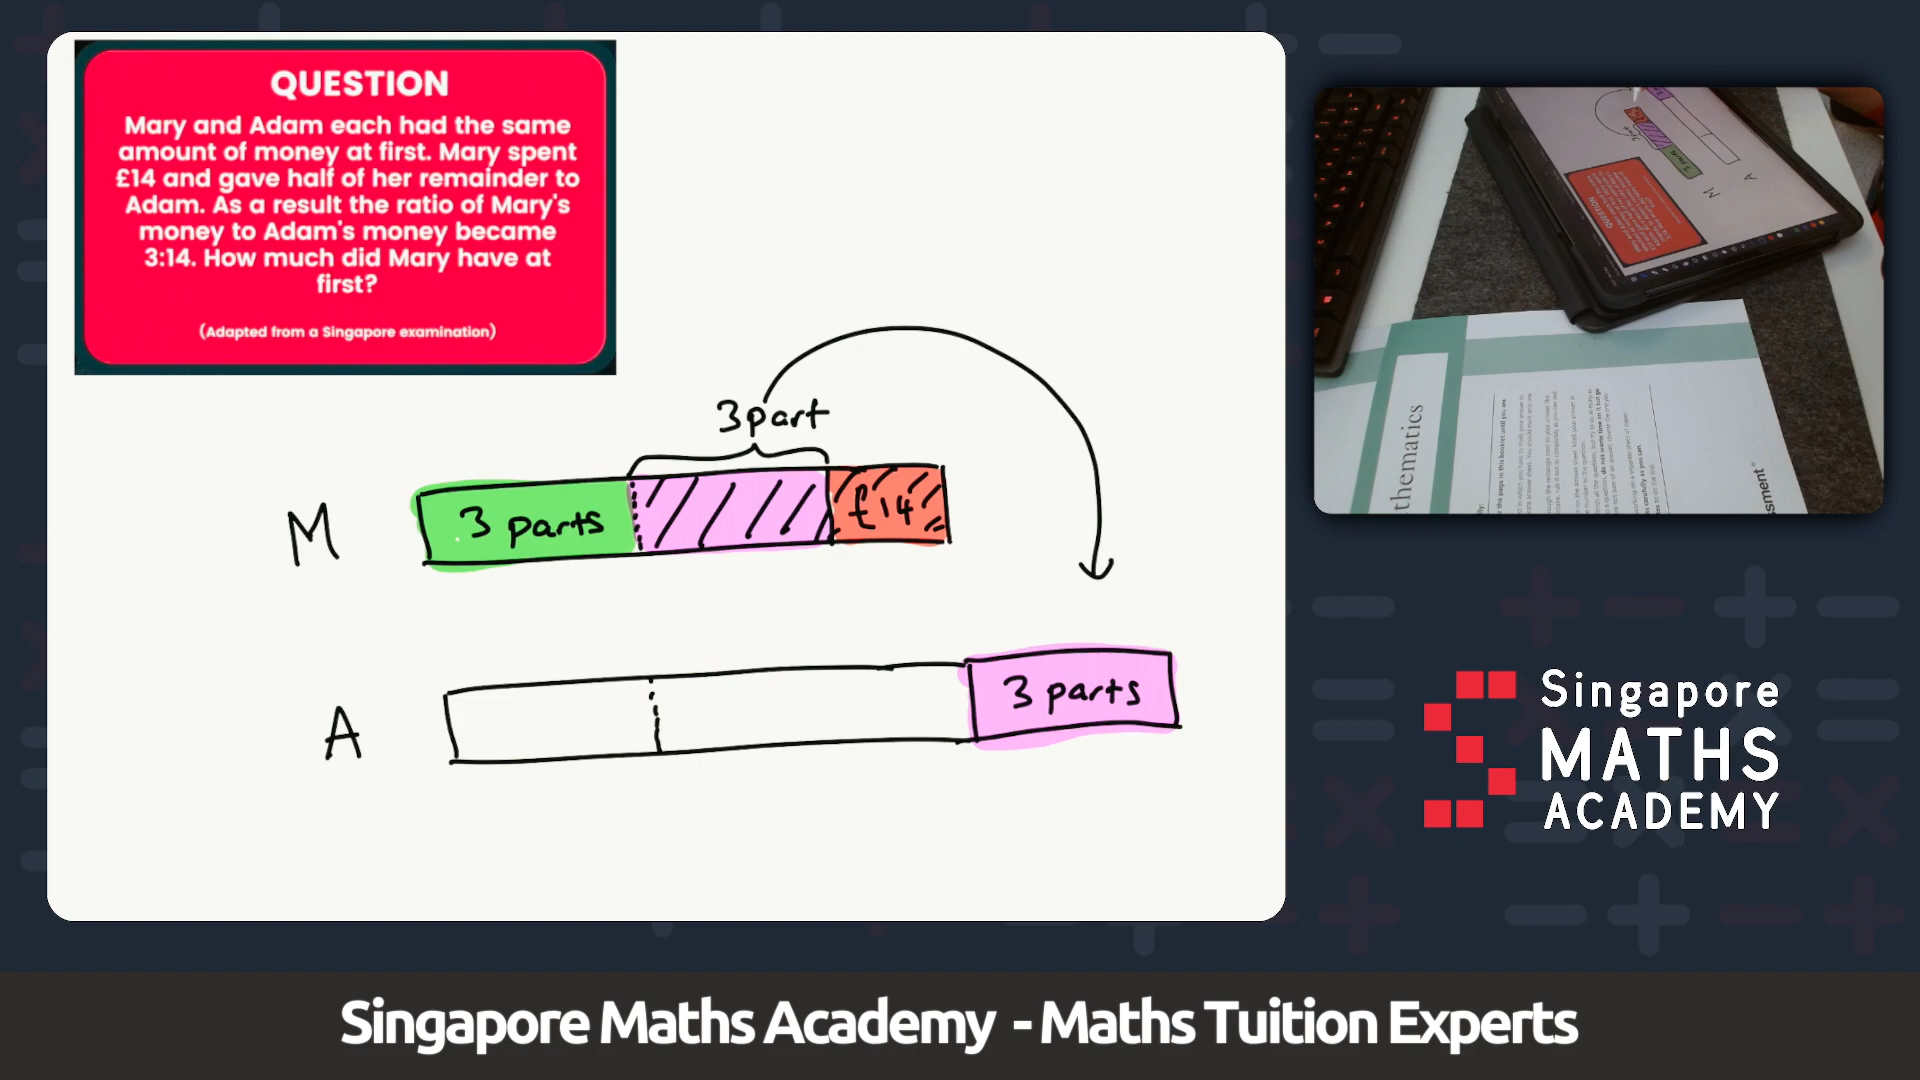 QUESTION
Mary and Adam each had the same
amount of money at first. Mary spent
£14 and gave half of her remainder to
Adam. As a result the ratio of Mary's
money to Adam's money became
3:14. How much did Mary have at
first?
(Adapted from a Singapore examination)
3 part
M
3 parts
£14
A
3 parts
thematics
ssment
Singapore
MATHS
ACADEMY
Singapore Maths Academy - Maths Tuition Experts